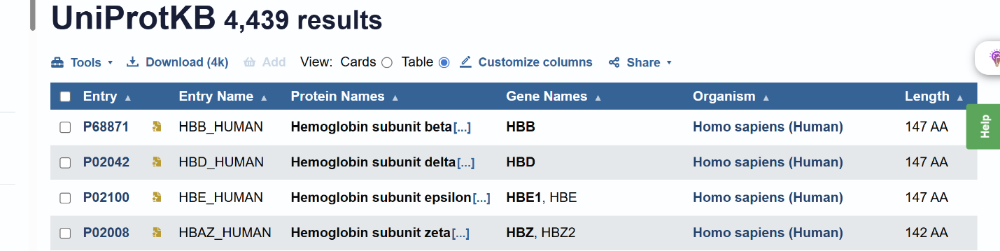 UniProtKB 4,439 results
Tools Download (4k) Add View: Cards Table Customize columns Share
Entry Entry Name Protein Names Gene Names Organism Length
P68871 HBB_HUMAN Hemoglobin subunit beta[...] HBB Homo sapiens (Human) 147 AA
P02042 HBD_HUMAN Hemoglobin subunit delta[...] HBD Homo sapiens (Human) 147 AA
P02100 HBE_HUMAN Hemoglobin subunit epsilon[...] HBE1, HBE Homo sapiens (Human) 147 AA
P02008 HBAZ_HUMAN Hemoglobin subunit zeta[...] HBZ, HBZ2 Homo sapiens (Human) 142 AA
Help